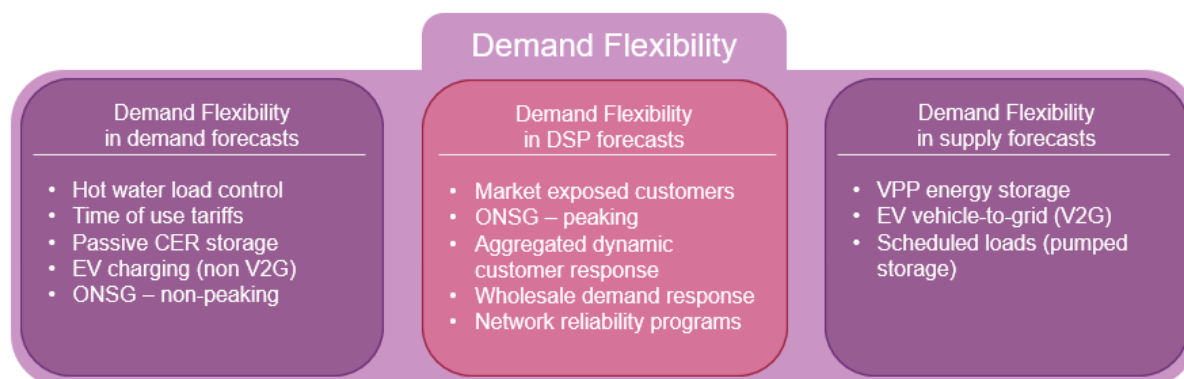 Demand Flexibility
Demand Flexibility
in demand forecasts
• Hot water load control
• Time of use tariffs
• Passive CER storage
• EV charging (non V2G)
• ONSG – non-peaking
Demand Flexibility
in DSP forecasts
• Market exposed customers
• ONSG – peaking
• Aggregated dynamic
customer response
• Wholesale demand response
• Network reliability programs
Demand Flexibility
in supply forecasts
• VPP energy storage
• EV vehicle-to-grid (V2G)
• Scheduled loads (pumped
storage)